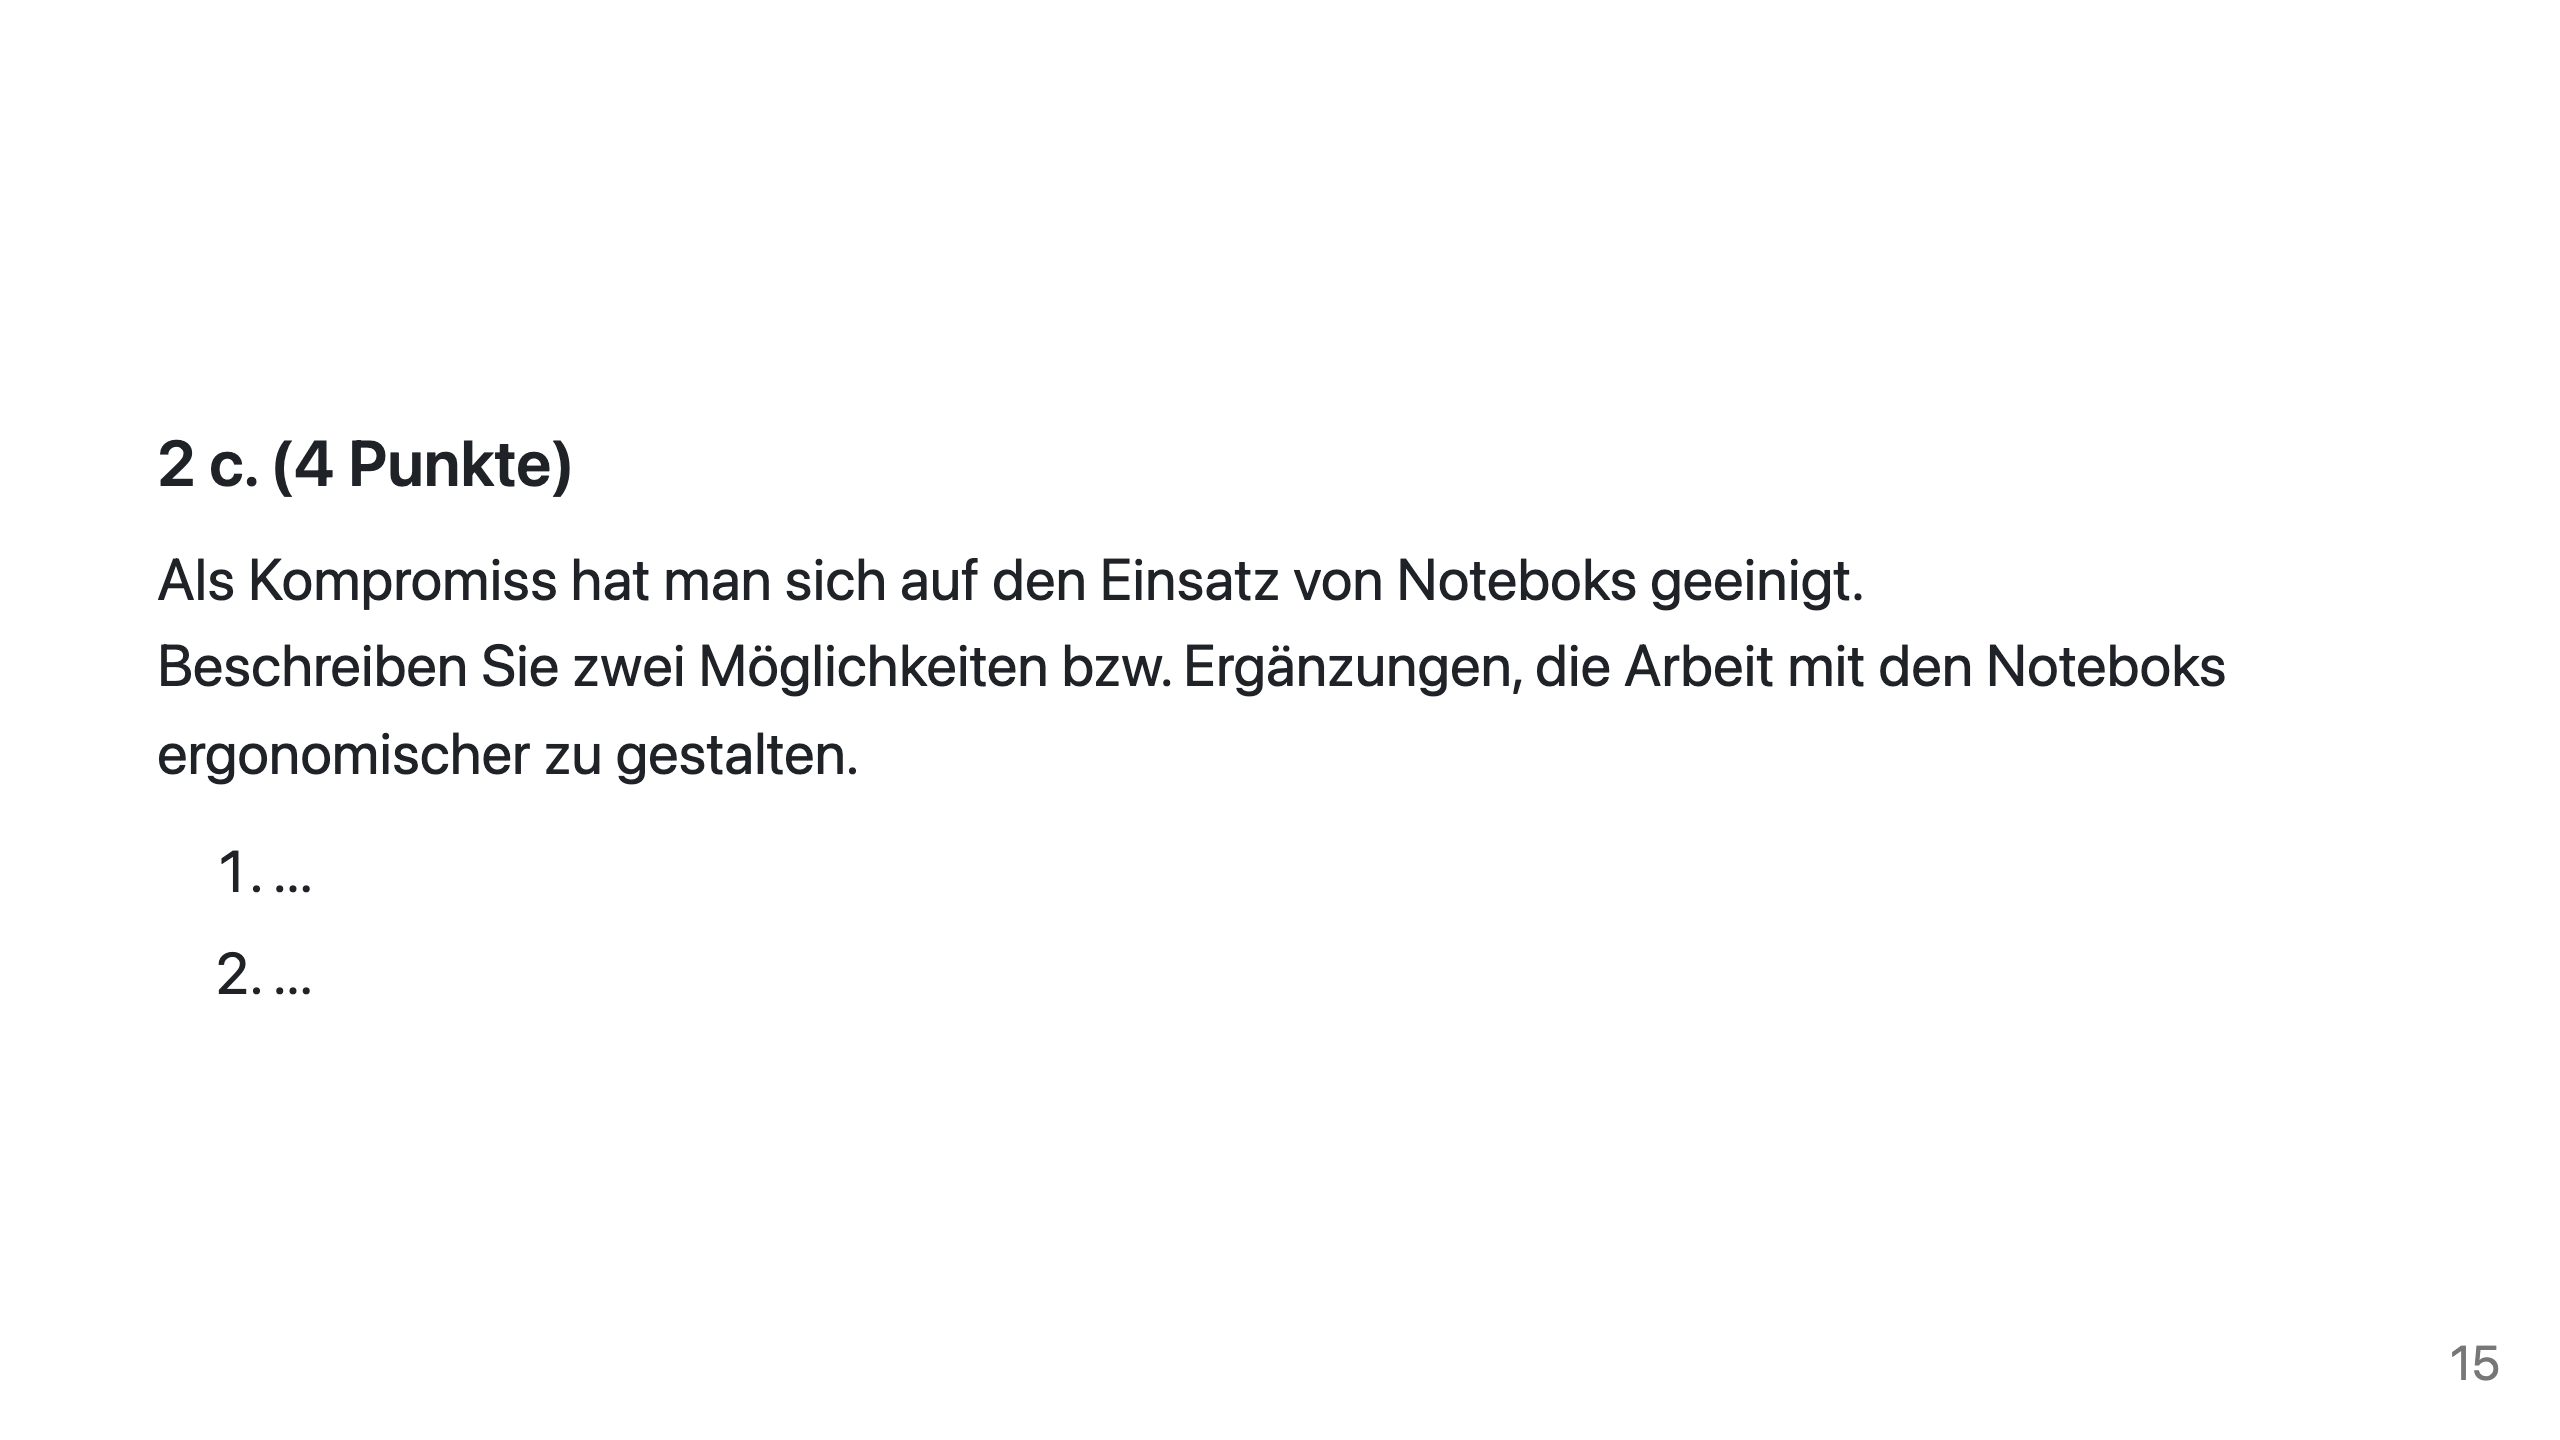 2 c. (4 Punkte)
Als Kompromiss hat man sich auf den Einsatz von Noteboks geeinigt.
Beschreiben Sie zwei Möglichkeiten bzw. Ergänzungen, die Arbeit mit den Noteboks
ergonomischer zu gestalten.
1. ...
2. ...
15